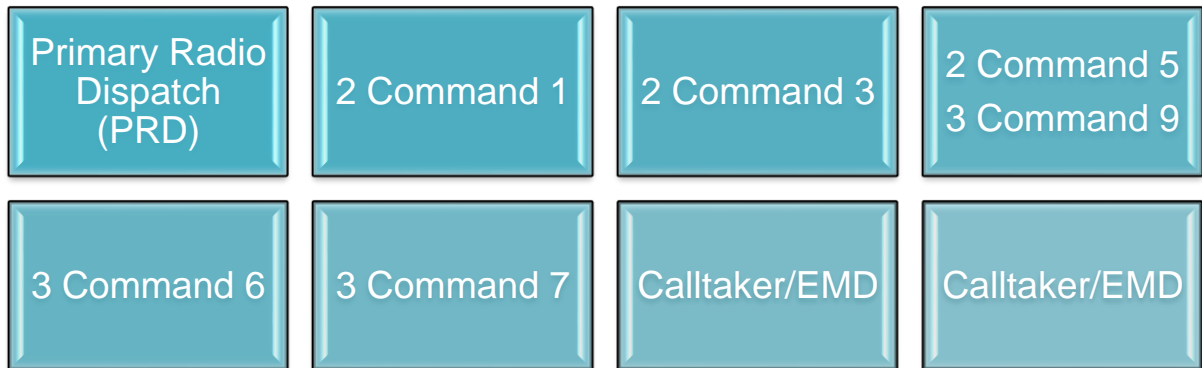 Primary Radio
Dispatch
(PRD)
2 Command 1
2 Command 3
2 Command 5
3 Command 9
3 Command 6
3 Command 7
Calltaker/EMD
Calltaker/EMD